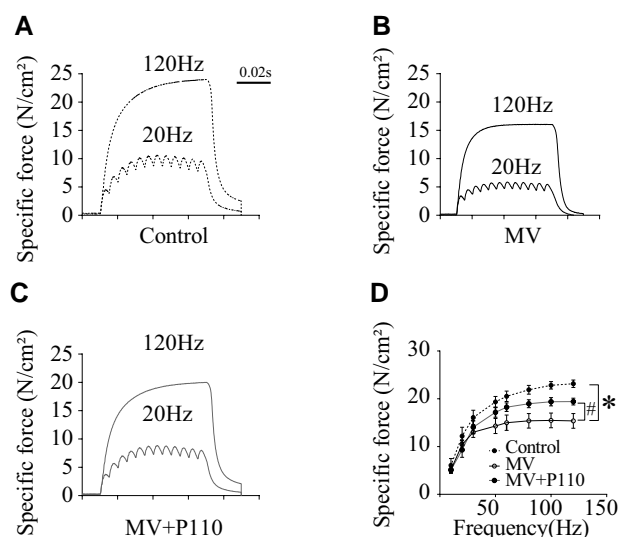 A
Specific force (N/cm²)
25
20
15
10
5
0
120Hz
20Hz
0.02s
Control
B
Specific force (N/cm²)
25
20
15
10
5
0
120Hz
20Hz
MV
C
Specific force (N/cm²)
25
20
15
10
5
0
120Hz
20Hz
MV+P110
D
Specific force (N/cm²)
30
20
10
0
# *
Control
MV
MV+P110
50
100
150
Frequency(Hz)